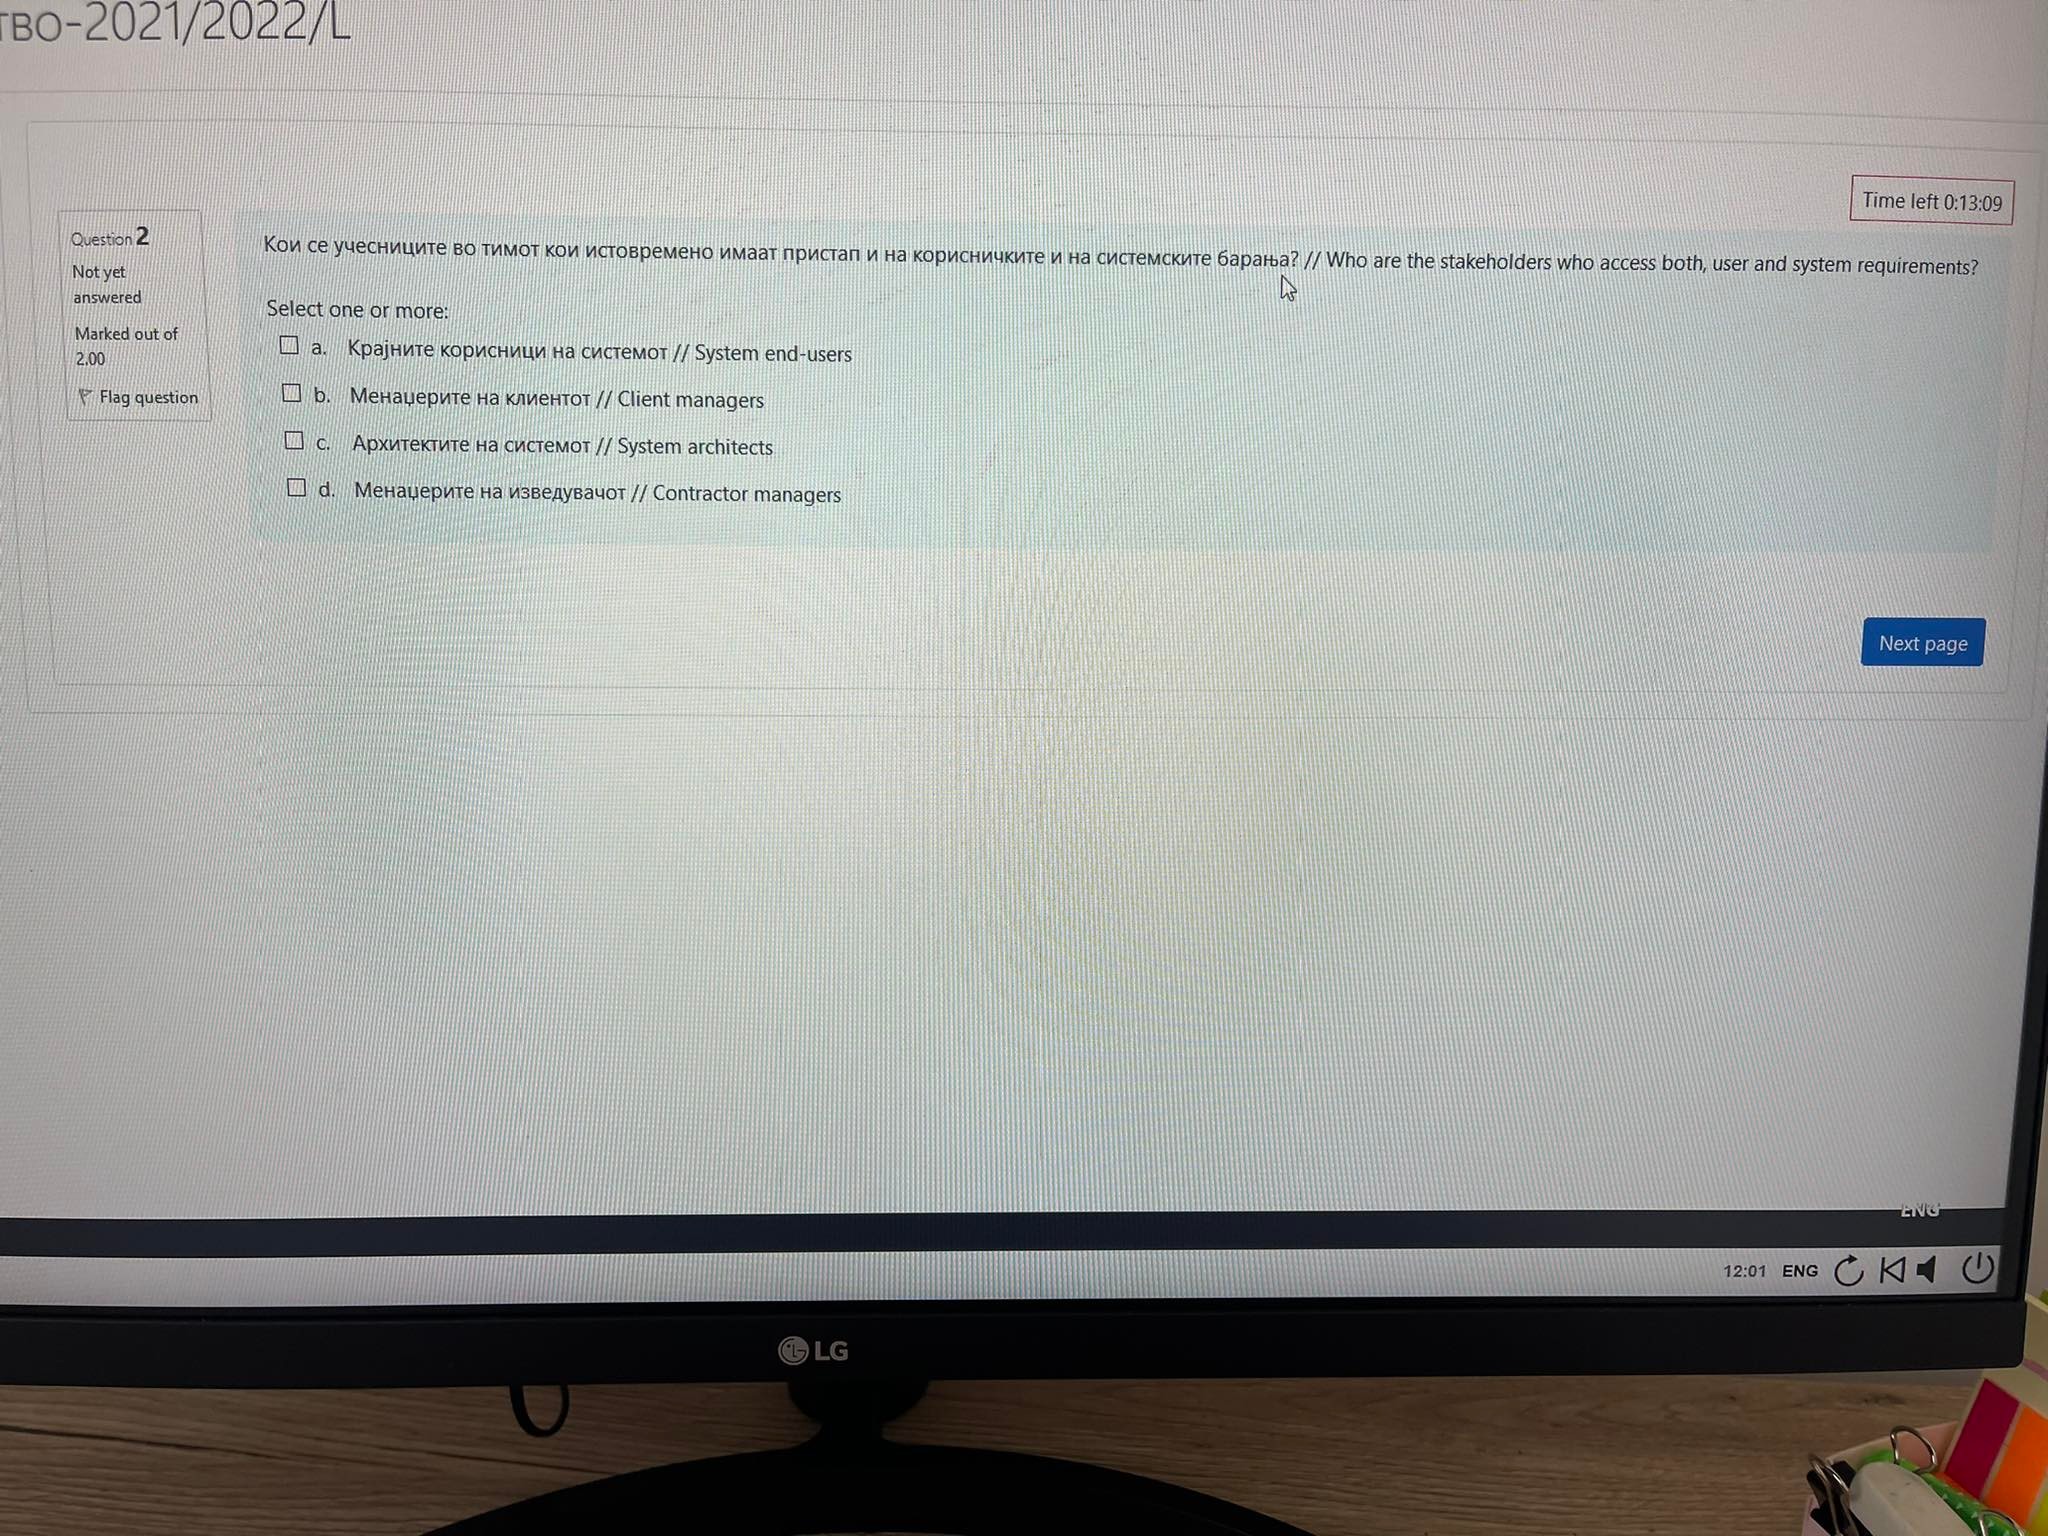 тво-2021/2022/L
Time left 0:13:09
Question 2
Not yet
answered
Marked out of
2.00
Flag question
Кои се учесниците во тимот кои истовремено имаат пристап и на корисничките и на системските барања? // Who are the stakeholders who access both, user and system requirements?
Select one or more:
a. Крајните корисници на системот // System end-users
b. Менаџерите на клиентот // Client managers
c. Архитектите на системот // System architects
d. Менаџерите на изведувачот // Contractor managers
Next page
ENG
12:01 ENG
LG